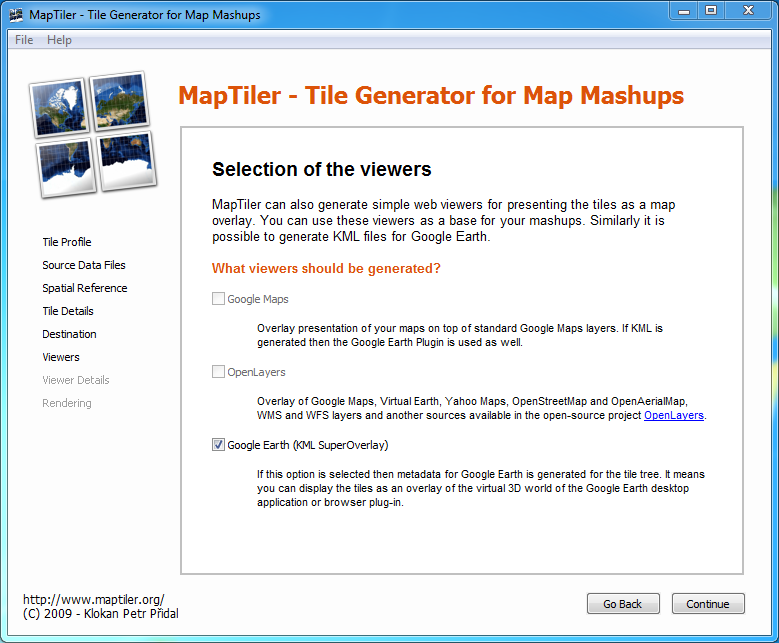 MapTiler - Tile Generator for Map Mashups
File Help
MapTiler - Tile Generator for Map Mashups
Selection of the viewers
MapTiler can also generate simple web viewers for presenting the tiles as a map
overlay. You can use these viewers as a base for your mashups. Similarly it is
possible to generate KML files for Google Earth.
What viewers should be generated?
Google Maps
Overlay presentation of your maps on top of standard Google Maps layers. If KML is
generated then the Google Earth Plugin is used as well.
OpenLayers
Overlay of Google Maps, Virtual Earth, Yahoo Maps, OpenStreetMap and OpenAerialMap,
WMS and WFS layers and another sources available in the open-source project OpenLayers.
Google Earth (KML SuperOverlay)
If this option is selected then metadata for Google Earth is generated for the tile tree. It means
you can display the tiles as an overlay of the virtual 3D world of the Google Earth desktop
application or browser plug-in.
Tile Profile
Source Data Files
Spatial Reference
Tile Details
Destination
Viewers
Viewer Details
Rendering
http://www.maptiler.org/
(C) 2009 - Klokan Petr Přidal
Go Back
Continue